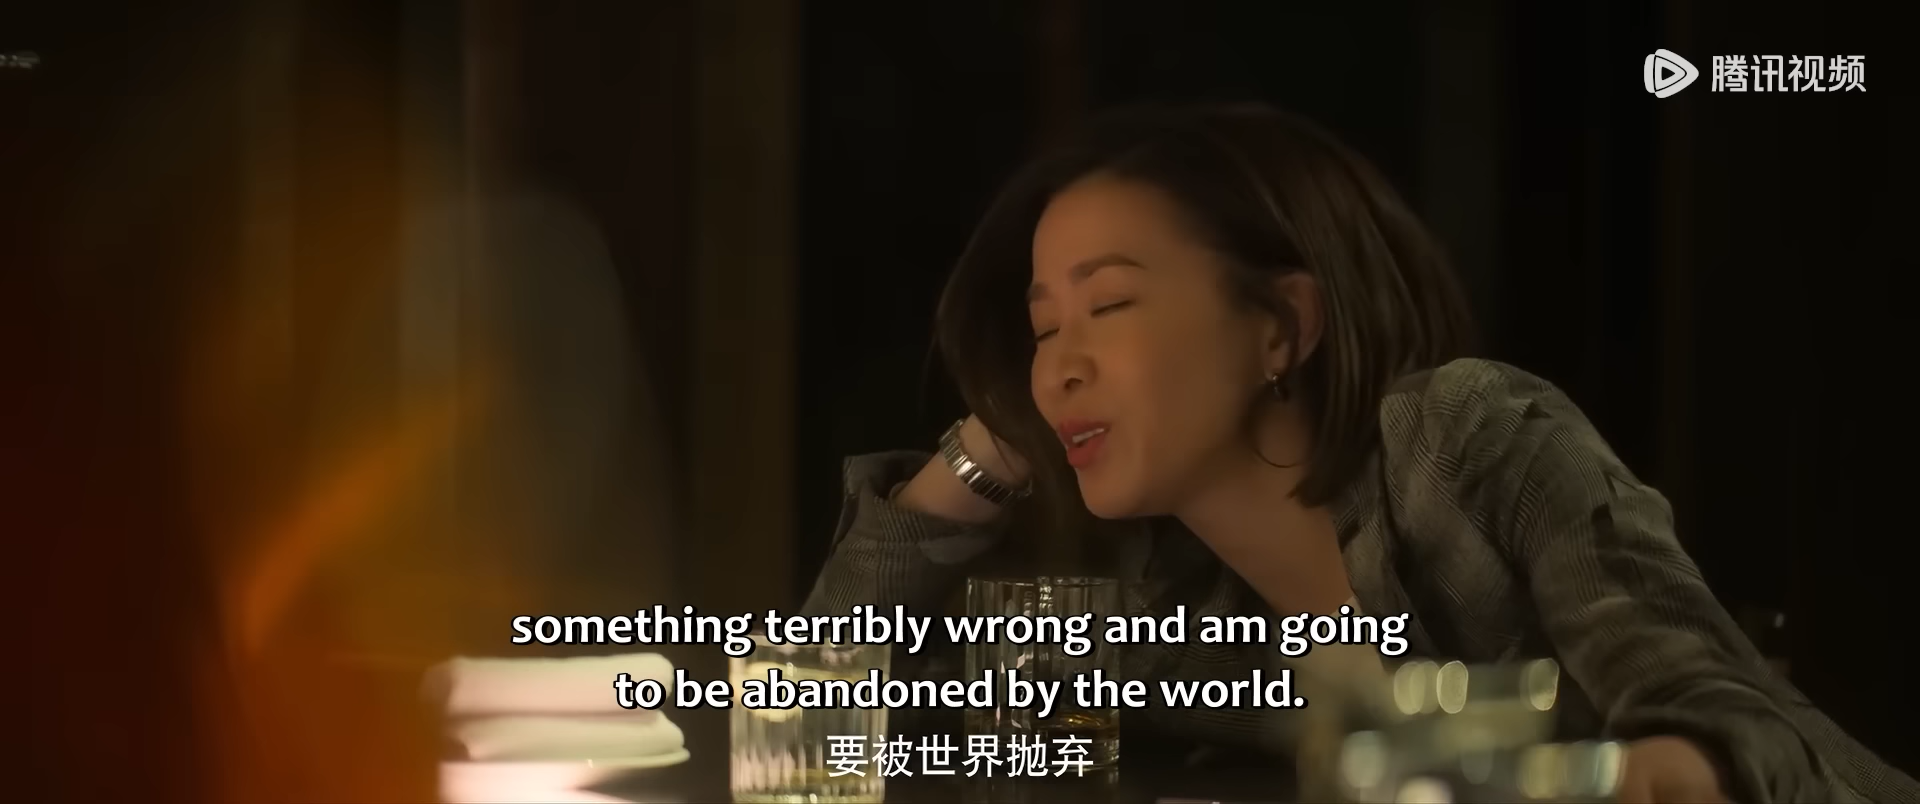 腾讯视频
something terribly wrong and am going
to be abandoned by the world.
要被世界抛弃